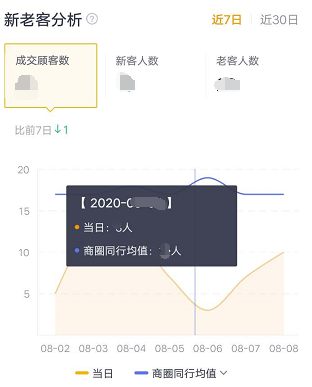 新老客分析 ?
近7日 | 近30日
成交顾客数 新客人数 老客人数
比前7日↓1
20
【 2020-0 】
15
当日： 人
10
商圈同行均值： 人
5
08-02 08-03 08-04 08-05 08-06 08-07 08-08
当日 商圈同行均值